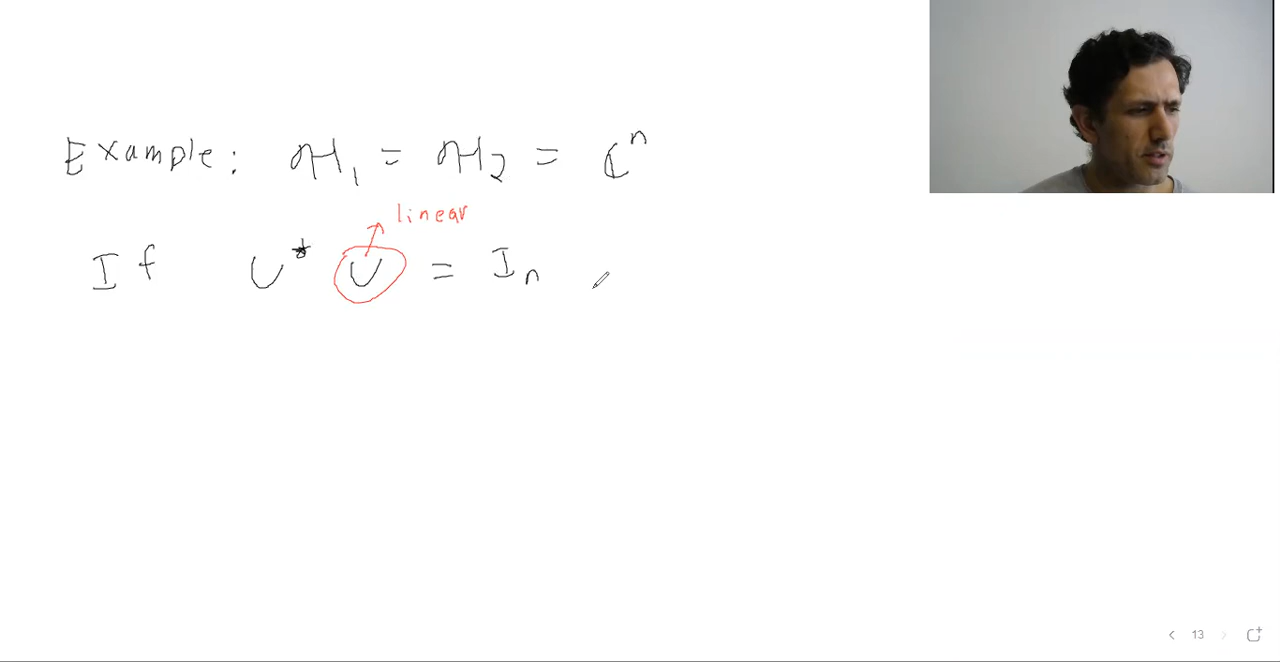 Example: H₁ = H₂ = ℂⁿ
linear
If U* U = Iₙ
13